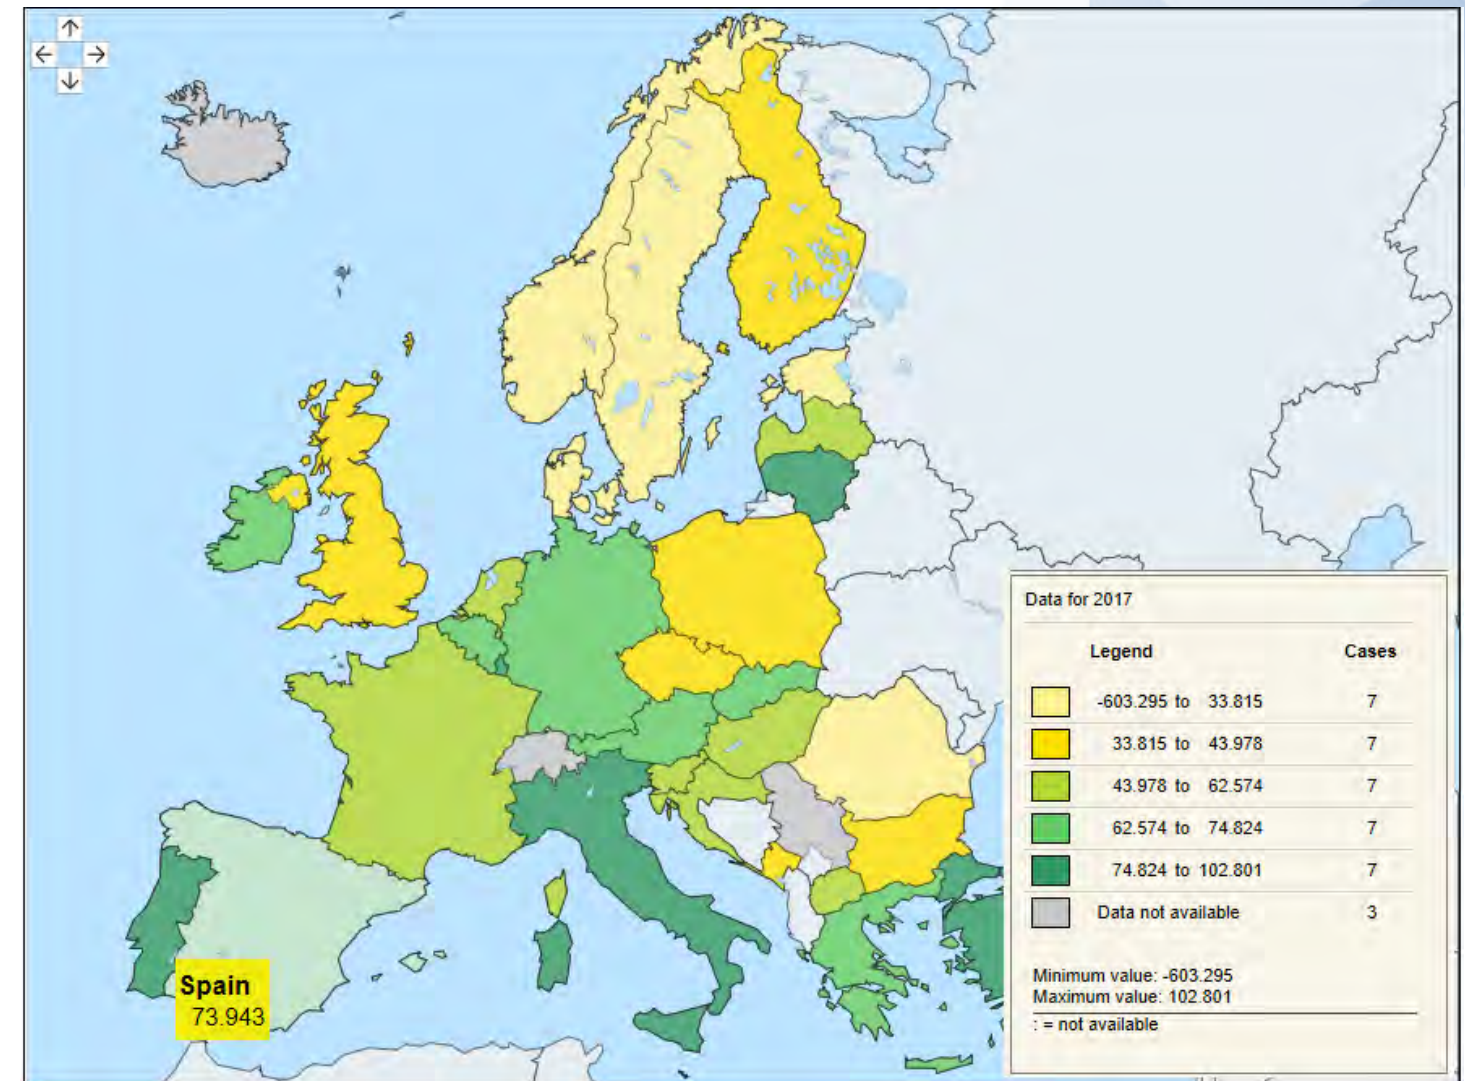 Spain
73.943
Data for 2017
Legend Cases
-603.295 to 33.815 7
33.815 to 43.978 7
43.978 to 62.574 7
62.574 to 74.824 7
74.824 to 102.801 7
Data not available 3
Minimum value: -603.295
Maximum value: 102.801
: = not available